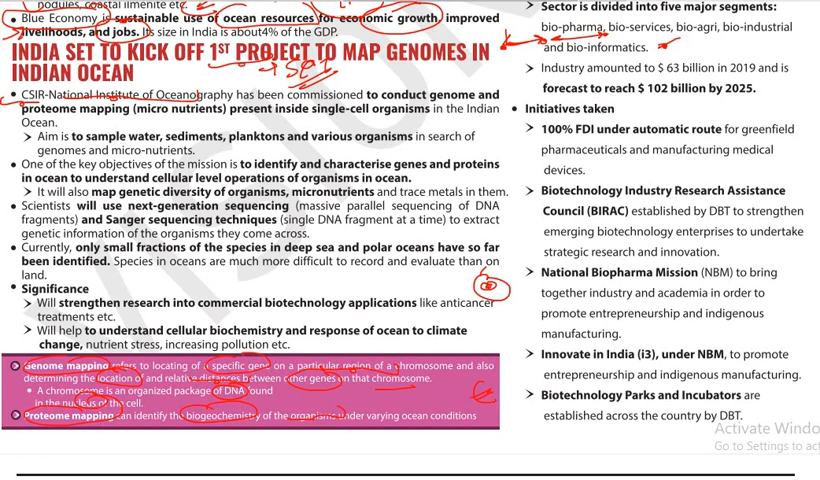 nodules, coastal ilmenite etc.
• Blue Economy is sustainable use of ocean resources for economic growth, improved
livelihoods, and jobs. Its size in India is about4% of the GDP.
INDIA SET TO KICK OFF 1ST PROJECT TO MAP GENOMES IN
INDIAN OCEAN
• CSIR-National Institute of Oceanography has been commissioned to conduct genome and
proteome mapping (micro nutrients) present inside single-cell organisms in the Indian
Ocean.
➤ Aim is to sample water, sediments, planktons and various organisms in search of
genomes and micro-nutrients.
• One of the key objectives of the mission is to identify and characterise genes and proteins
in ocean to understand cellular level operations of organisms in ocean.
➤ It will also map genetic diversity of organisms, micronutrients and trace metals in them.
• Scientists will use next-generation sequencing (massive parallel sequencing of DNA
fragments) and Sanger sequencing techniques (single DNA fragment at a time) to extract
genetic information of the organisms they come across.
• Currently, only small fractions of the species in deep sea and polar oceans have so far
been identified. Species in oceans are much more difficult to record and evaluate than on
land.
• Significance
➤ Will strengthen research into commercial biotechnology applications like anticancer
treatments etc.
➤ Will help to understand cellular biochemistry and response of ocean to climate
change, nutrient stress, increasing pollution etc.
Genome mapping refers to locating of specific gene on a particular region of a chromosome and also
determining the location of and relative distances between other genes on that chromosome.
• A chromosome is an organized package of DNA found
in the nucleus of the cell.
Proteome mapping can identify the biogeochemistry of the organisms under varying ocean conditions
➤ Sector is divided into five major segments:
bio-pharma, bio-services, bio-agri, bio-industrial
and bio-informatics.
➤ Industry amounted to $ 63 billion in 2019 and is
forecast to reach $ 102 billion by 2025.
• Initiatives taken
➤ 100% FDI under automatic route for greenfield
pharmaceuticals and manufacturing medical
devices.
➤ Biotechnology Industry Research Assistance
Council (BIRAC) established by DBT to strengthen
emerging biotechnology enterprises to undertake
strategic research and innovation.
➤ National Biopharma Mission (NBM) to bring
together industry and academia in order to
promote entrepreneurship and indigenous
manufacturing.
➤ Innovate in India (i3), under NBM, to promote
entrepreneurship and indigenous manufacturing.
➤ Biotechnology Parks and Incubators are
established across the country by DBT.
Activate Windo
Go to Settings to act